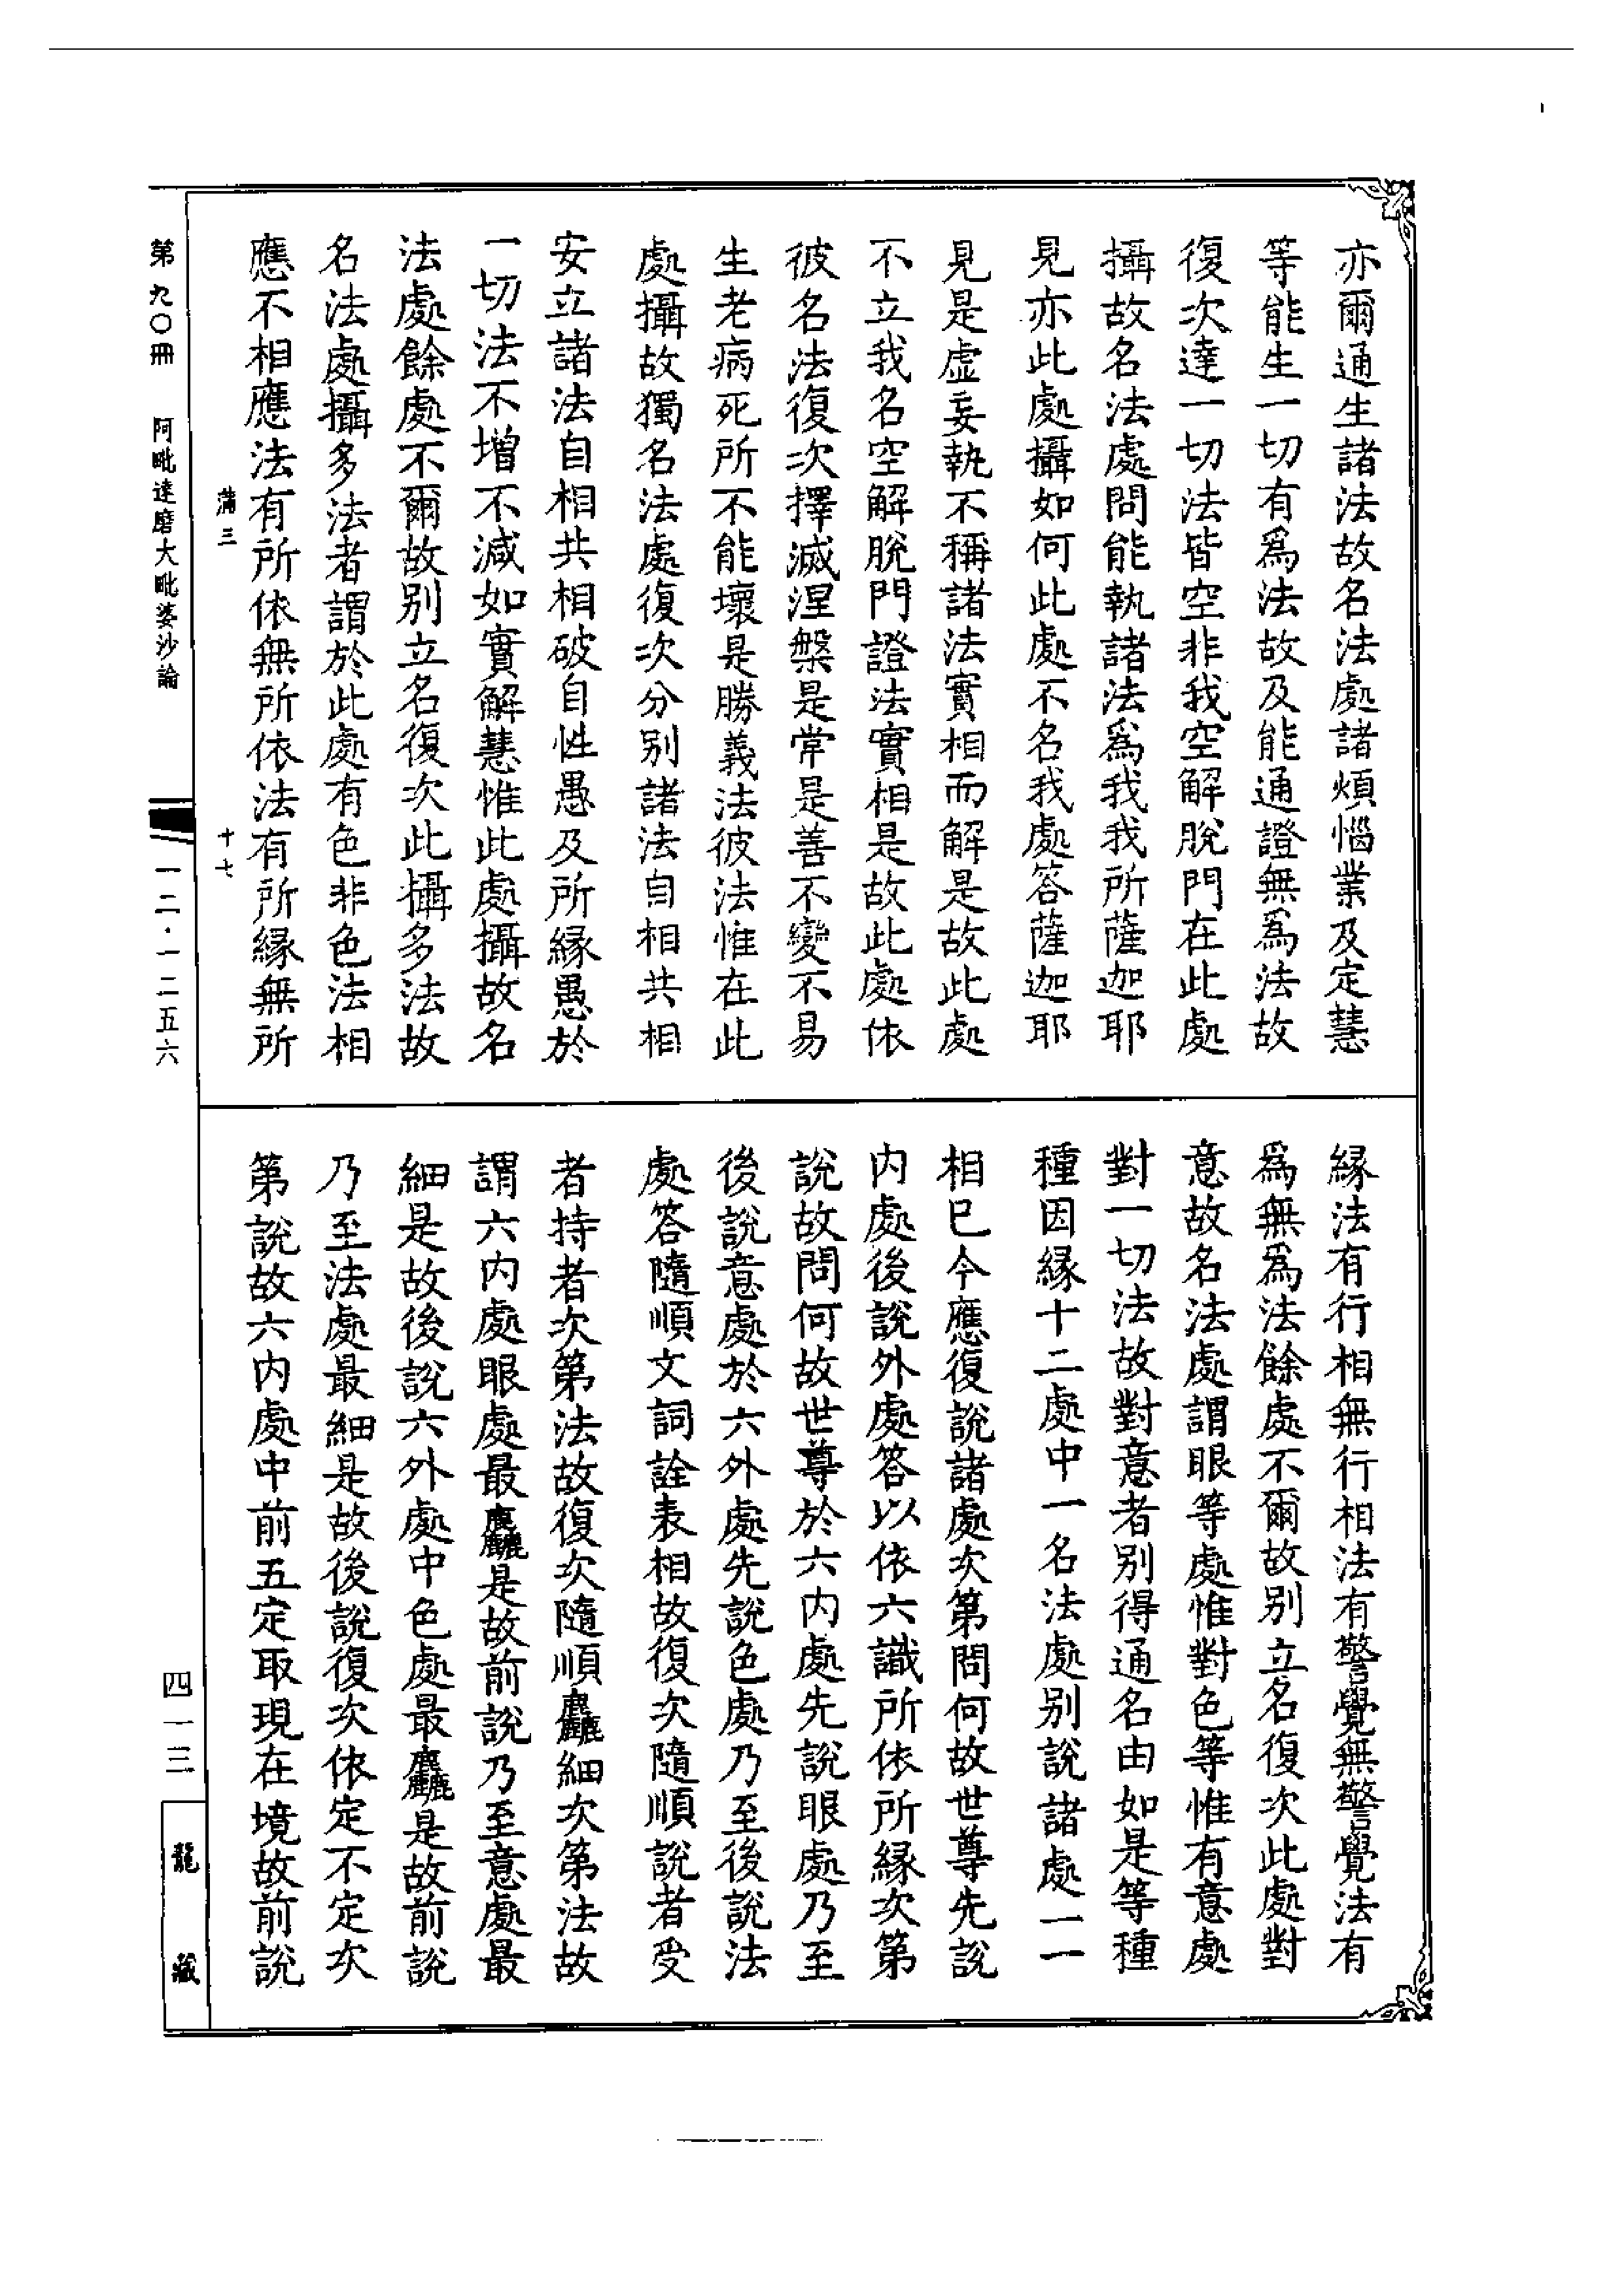 亦爾通生諸法故名法處諸煩惱業及定慧
等能生一切有爲法故及能通證無爲法故
復次達一切法皆空非我空解脫門在此處
攝故名法處問能執諸法爲我我所薩迦耶
見亦此處攝如何此處不名我處答薩迦耶
見是虛妄執不稱諸法實相而解是故此處
不立我名空解脫門證法實相是故此處依
彼名法復次擇滅涅槃是常是善不變不易
生老病死所不能壞是勝義法彼法惟在此
處攝故獨名法處復次分別諸法自相共相
安立諸法自相共相破自性愚及所緣愚於
一切法不增不減如實解慧惟此處攝故名
法處餘處不爾故別立名復次此攝多法故
名法處攝多法者謂於此處有色非色法相
應不相應法有所依無所依法有所緣無所
緣法有行相無行相法有警覺無警覺法有
爲無爲法餘處不爾故別立名復次此處對
意故名法處謂眼等處惟對色等惟有意處
對一切法故對意者別得通名由如是等種
種因緣十二處中一名法處別說諸處一一
相已今應復說諸處次第問何故世尊先說
內處後說外處答以依六識所依所緣次第
說故問何故世尊於六內處先說眼處乃至
後說意處於六外處先說色處乃至後說法
處答隨順文詞詮表相故復次隨順說者受
者持者次第法故復次隨順麤細次第法故
謂六內處眼處最麤是故前說乃至意處最
細是故後說六外處中色處最麤是故前說
乃至法處最細是故後說復次依定不定次
第說故六內處中前五定取現在境故前說
蒲三
十七
第九〇冊
阿毗達磨大毗婆沙論
一二·一二五六
四一三
龍藏